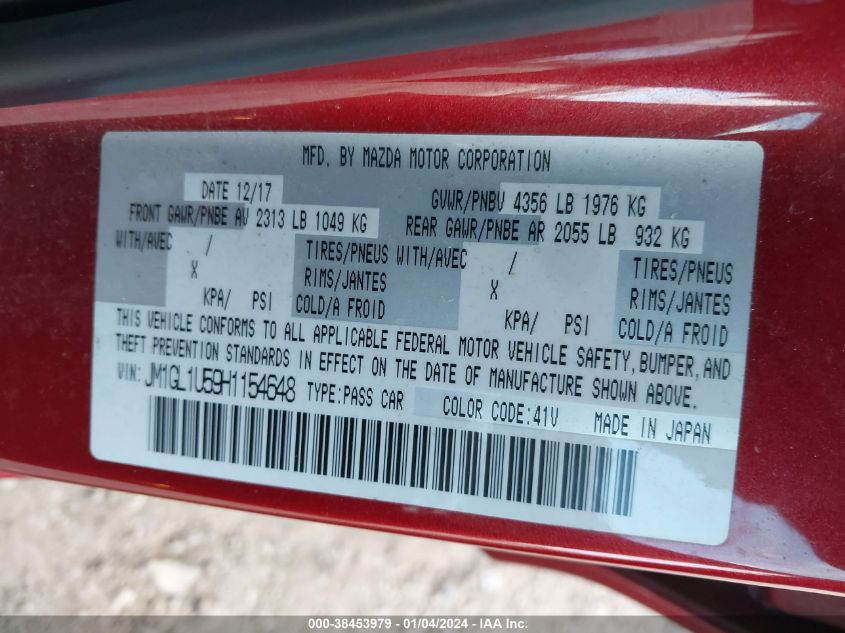 MFD. BY MAZDA MOTOR CORPORATION
DATE 12/17 GVWR/PNBV 4356 LB 1976 KG
FRONT GAWR/PNBE AV 2313 LB 1049 KG REAR GAWR/PNBE AR 2055 LB 932 KG
WITH/AVEC / TIRES/PNEUS WITH/AVEC / TIRES/PNEUS
X RIMS/JANTES X RIMS/JANTES
KPA/ PSI COLD/A FROID KPA/ PSI COLD/A FROID
THIS VEHICLE CONFORMS TO ALL APPLICABLE FEDERAL MOTOR VEHICLE SAFETY, BUMPER, AND
THEFT PREVENTION STANDARDS IN EFFECT ON THE DATE OF MANUFACTURE SHOWN ABOVE.
VIN: JM1GL1U59H1154648 TYPE:PASS CAR COLOR CODE:41V MADE IN JAPAN
000-38453979 - 01/04/2024 - IAA Inc.